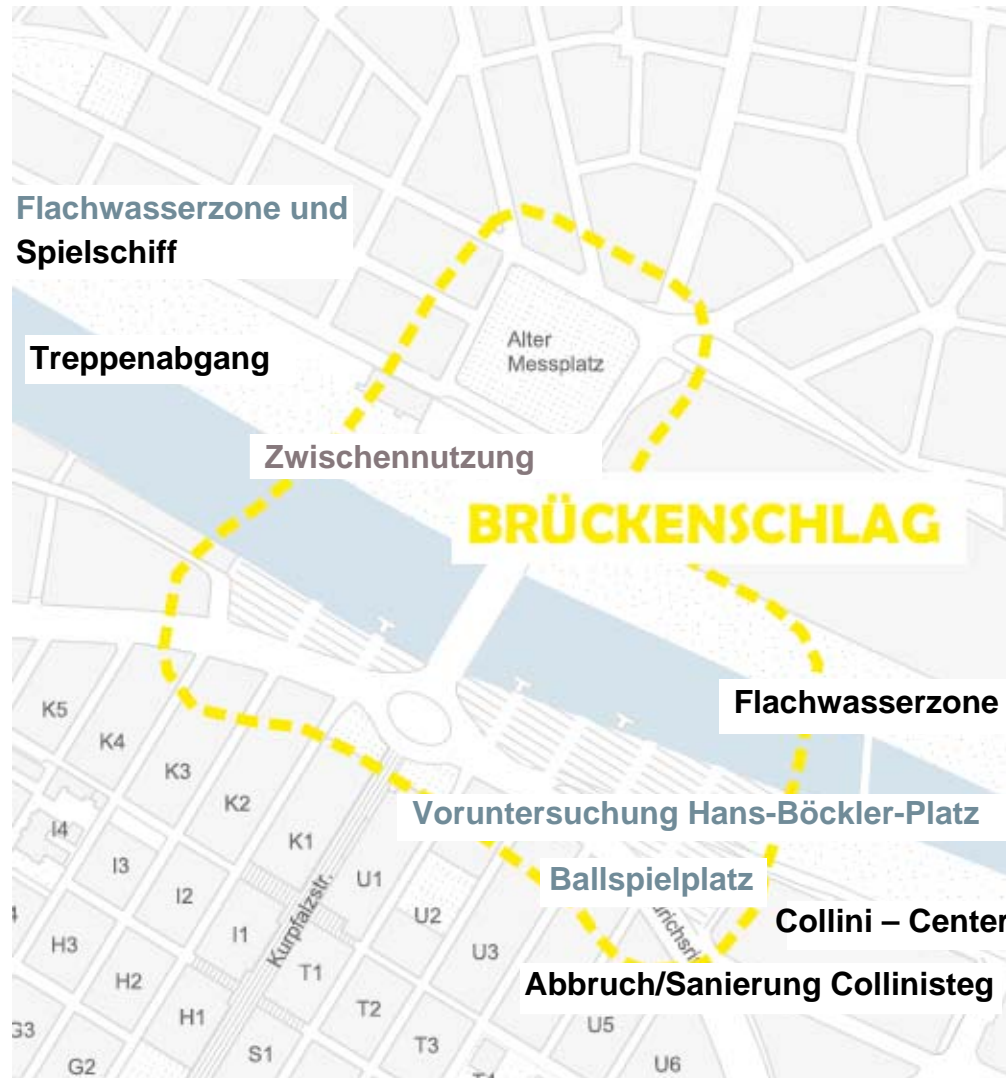 Flachwasserzone und
Spielschiff
Alter
Messplatz
Treppenabgang
Zwischennutzung
BRÜCKENSCHLAG
Flachwasserzone
K5
K4
K3
K2
K1
Voruntersuchung Hans-Böckler-Platz
I4
I3
I2
I1
Kurpfalzstr.
U1
Ballspielplatz
U2
U3
Collini – Center
H3
H2
H1
T1
T2
T3
Abbruch/Sanierung Collinisteg
G3
G2
S1
U5
U6